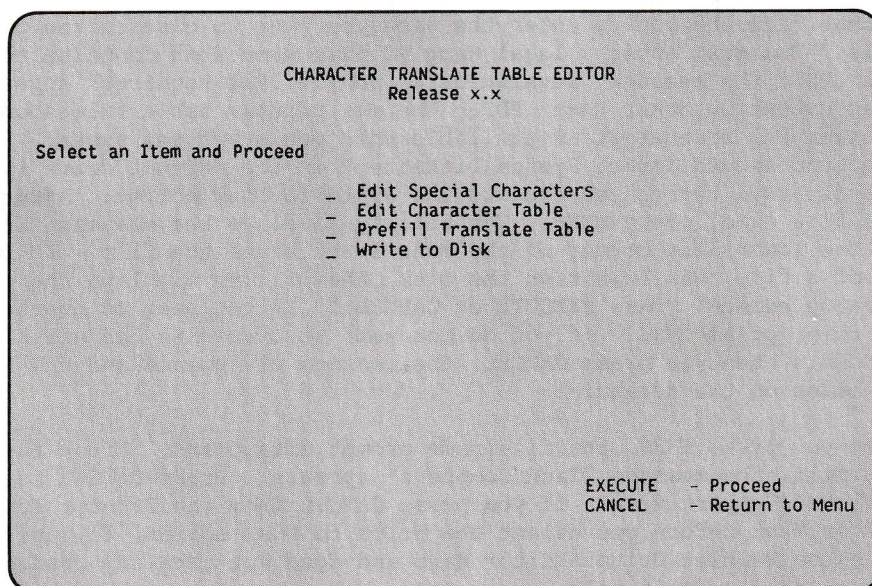 CHARACTER TRANSLATE TABLE EDITOR
Release x.x
Select an Item and Proceed
_ Edit Special Characters
_ Edit Character Table
_ Prefill Translate Table
_ Write to Disk
EXECUTE - Proceed
CANCEL - Return to Menu